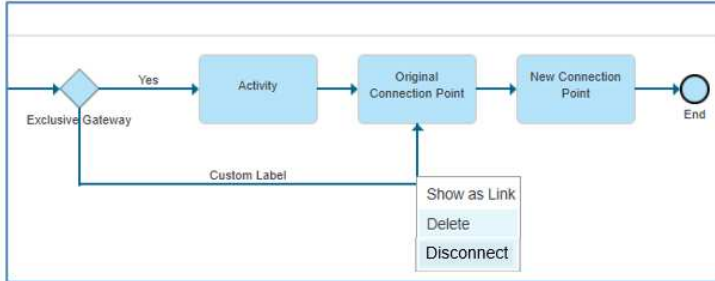 Yes
Activity
Original
Connection Point
New Connection
Point
Exclusive Gateway
End
Custom Label
Show as Link
Delete
Disconnect